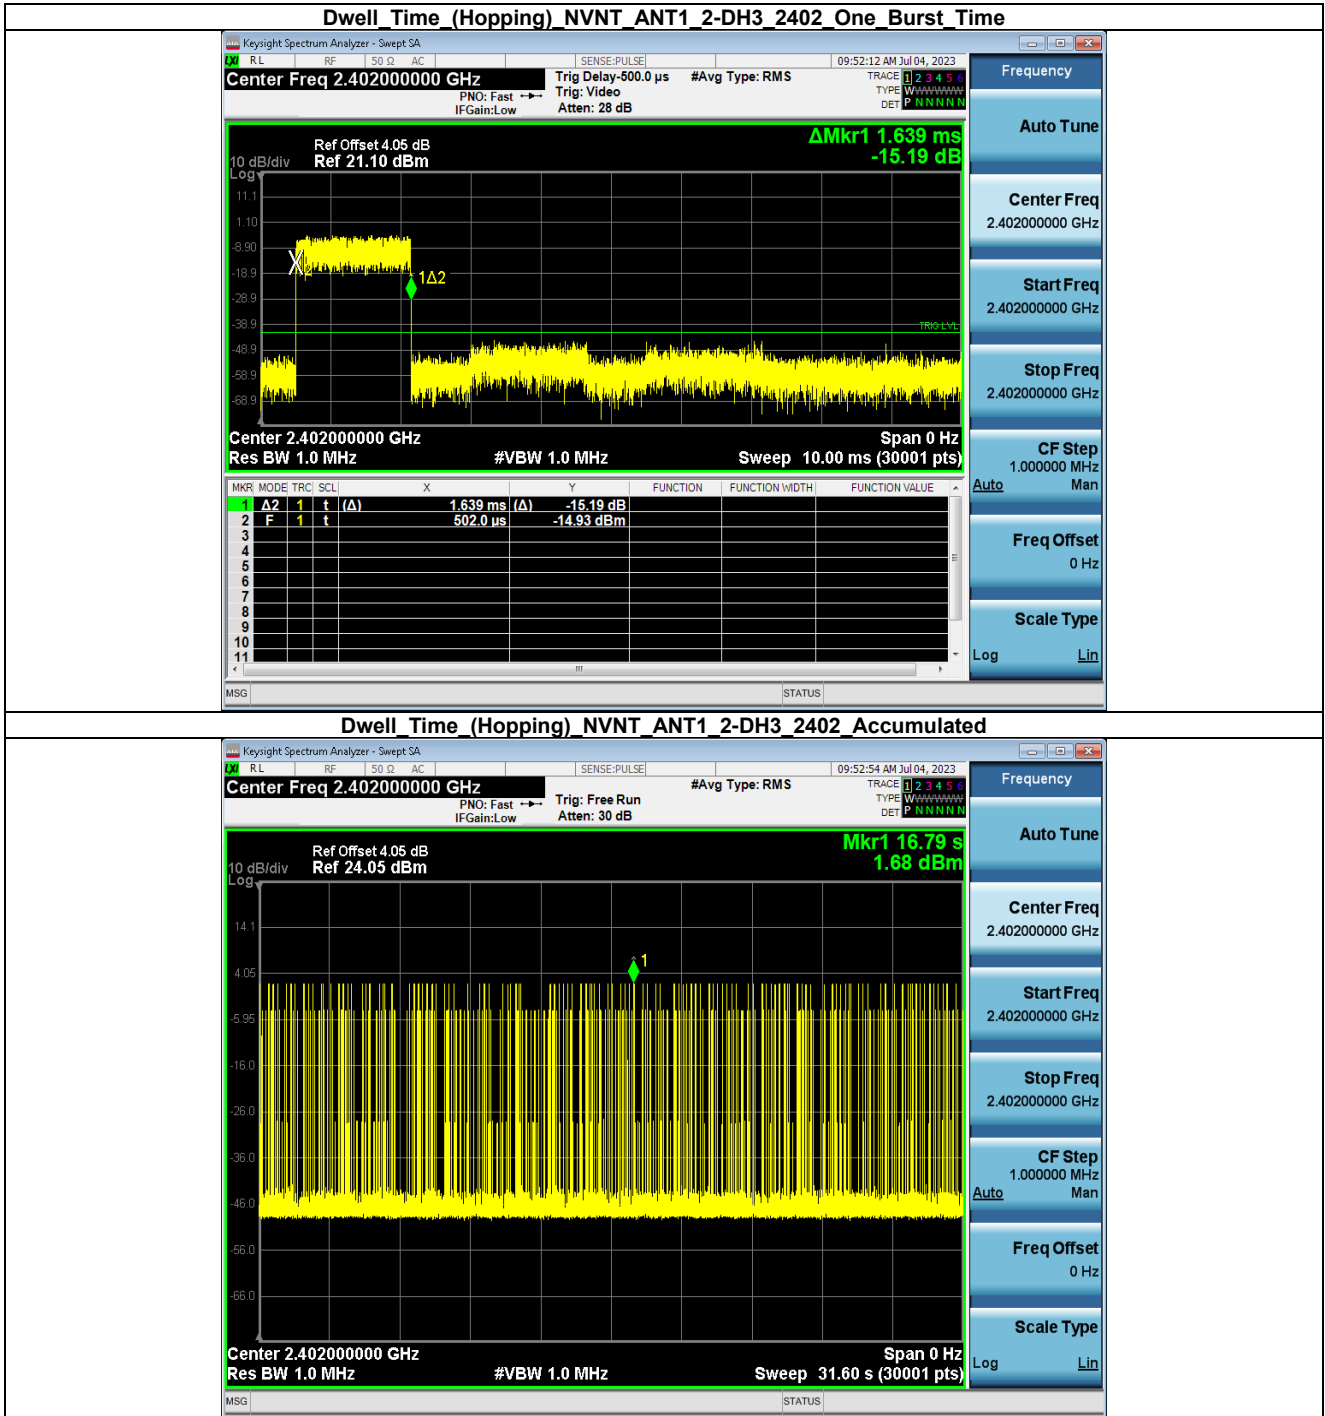 Dwell_Time_(Hopping)_NVNT_ANT1_2-DH3_2402_One_Burst_Time
Keysight Spectrum Analyzer - Swept SA
LXI RL RF 50 Ω AC SENSE:PULSE 09:52:12 AM Jul 04, 2023
Center Freq 2.402000000 GHz
PNO: Fast
IFGain:Low
Trig Delay-500.0 µs
Trig: Video
Atten: 28 dB
#Avg Type: RMS
TRACE 1 2 3 4 5 6
TYPE WWWWWW
DET P N N N N N
ΔMkr1 1.639 ms
-15.19 dB
Ref Offset 4.05 dB
10 dB/div Ref 21.10 dBm
Log
11.1
1.10
-8.90
-18.9
-28.9
-38.9
-48.9
-58.9
-68.9
X2
1Δ2
TRIG LVL
Center 2.402000000 GHz Span 0 Hz
Res BW 1.0 MHz #VBW 1.0 MHz Sweep 10.00 ms (30001 pts)
MKR MODE TRC SCL X Y FUNCTION FUNCTION WIDTH FUNCTION VALUE
1 Δ2 1 t (Δ) 1.639 ms (Δ) -15.19 dB
2 F 1 t 502.0 µs -14.93 dBm
3
4
5
6
7
8
9
10
11
MSG STATUS
Frequency
Auto Tune
Center Freq
2.402000000 GHz
Start Freq
2.402000000 GHz
Stop Freq
2.402000000 GHz
CF Step
1.000000 MHz
Auto Man
Freq Offset
0 Hz
Scale Type
Log Lin
Dwell_Time_(Hopping)_NVNT_ANT1_2-DH3_2402_Accumulated
Keysight Spectrum Analyzer - Swept SA
LXI RL RF 50 Ω AC SENSE:PULSE 09:52:54 AM Jul 04, 2023
Center Freq 2.402000000 GHz
PNO: Fast
IFGain:Low
Trig: Free Run
Atten: 30 dB
#Avg Type: RMS
TRACE 1 2 3 4 5 6
TYPE WWWWWW
DET P N N N N N
Mkr1 16.79 s
1.68 dBm
Ref Offset 4.05 dB
10 dB/div Ref 24.05 dBm
Log
14.1
4.05
-5.95
-16.0
-26.0
-36.0
-46.0
-56.0
-66.0
1
Center 2.402000000 GHz Span 0 Hz
Res BW 1.0 MHz #VBW 1.0 MHz Sweep 31.60 s (30001 pts)
MSG STATUS
Frequency
Auto Tune
Center Freq
2.402000000 GHz
Start Freq
2.402000000 GHz
Stop Freq
2.402000000 GHz
CF Step
1.000000 MHz
Auto Man
Freq Offset
0 Hz
Scale Type
Log Lin